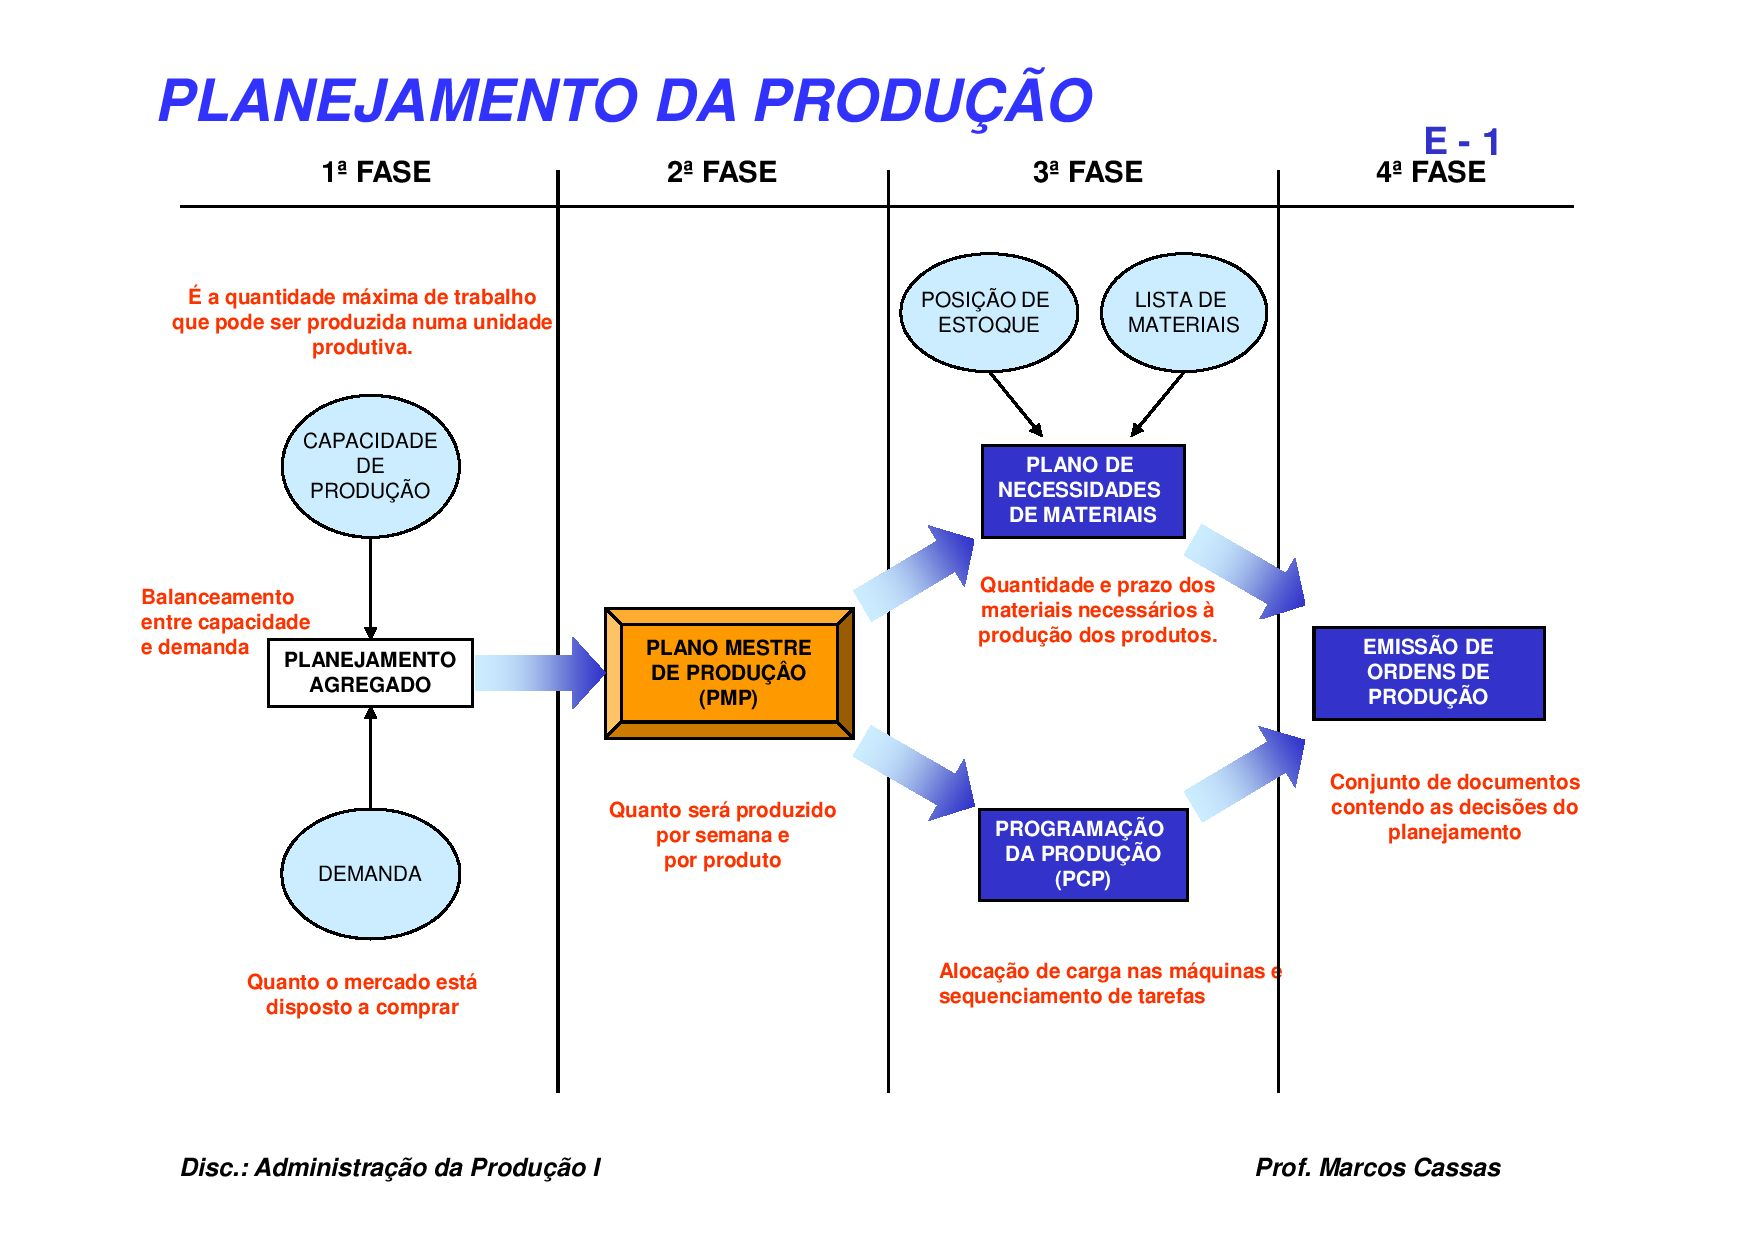 PLANEJAMENTO DA PRODUÇÃO
E - 1
1ª FASE
2ª FASE
3ª FASE
4ª FASE
É a quantidade máxima de trabalho
que pode ser produzida numa unidade
produtiva.
CAPACIDADE
DE
PRODUÇÃO
Balanceamento
entre capacidade
e demanda
PLANEJAMENTO
AGREGADO
DEMANDA
Quanto o mercado está
disposto a comprar
PLANO MESTRE
DE PRODUÇÂO
(PMP)
Quanto será produzido
por semana e
por produto
POSIÇÃO DE
ESTOQUE
LISTA DE
MATERIAIS
PLANO DE
NECESSIDADES
DE MATERIAIS
Quantidade e prazo dos
materiais necessários à
produção dos produtos.
PROGRAMAÇÃO
DA PRODUÇÃO
(PCP)
Alocação de carga nas máquinas e
sequenciamento de tarefas
EMISSÃO DE
ORDENS DE
PRODUÇÃO
Conjunto de documentos
contendo as decisões do
planejamento
Disc.: Administração da Produção I
Prof. Marcos Cassas